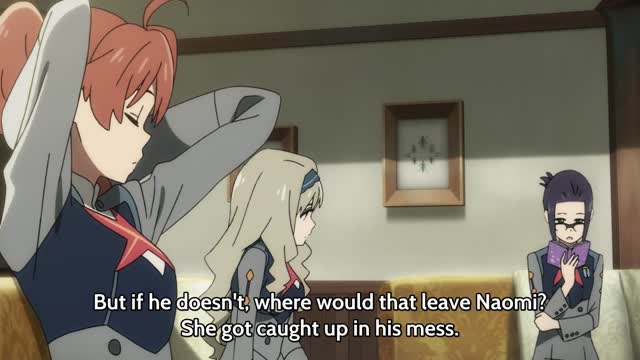 But if he doesn't, where would that leave Naomi?
She got caught up in his mess.